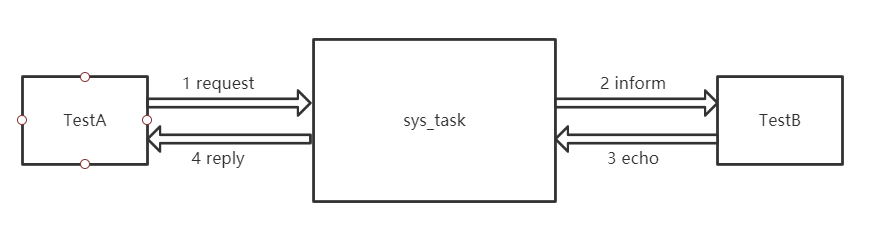 1 request
2 inform
TestA
sys_task
TestB
4 reply
3 echo